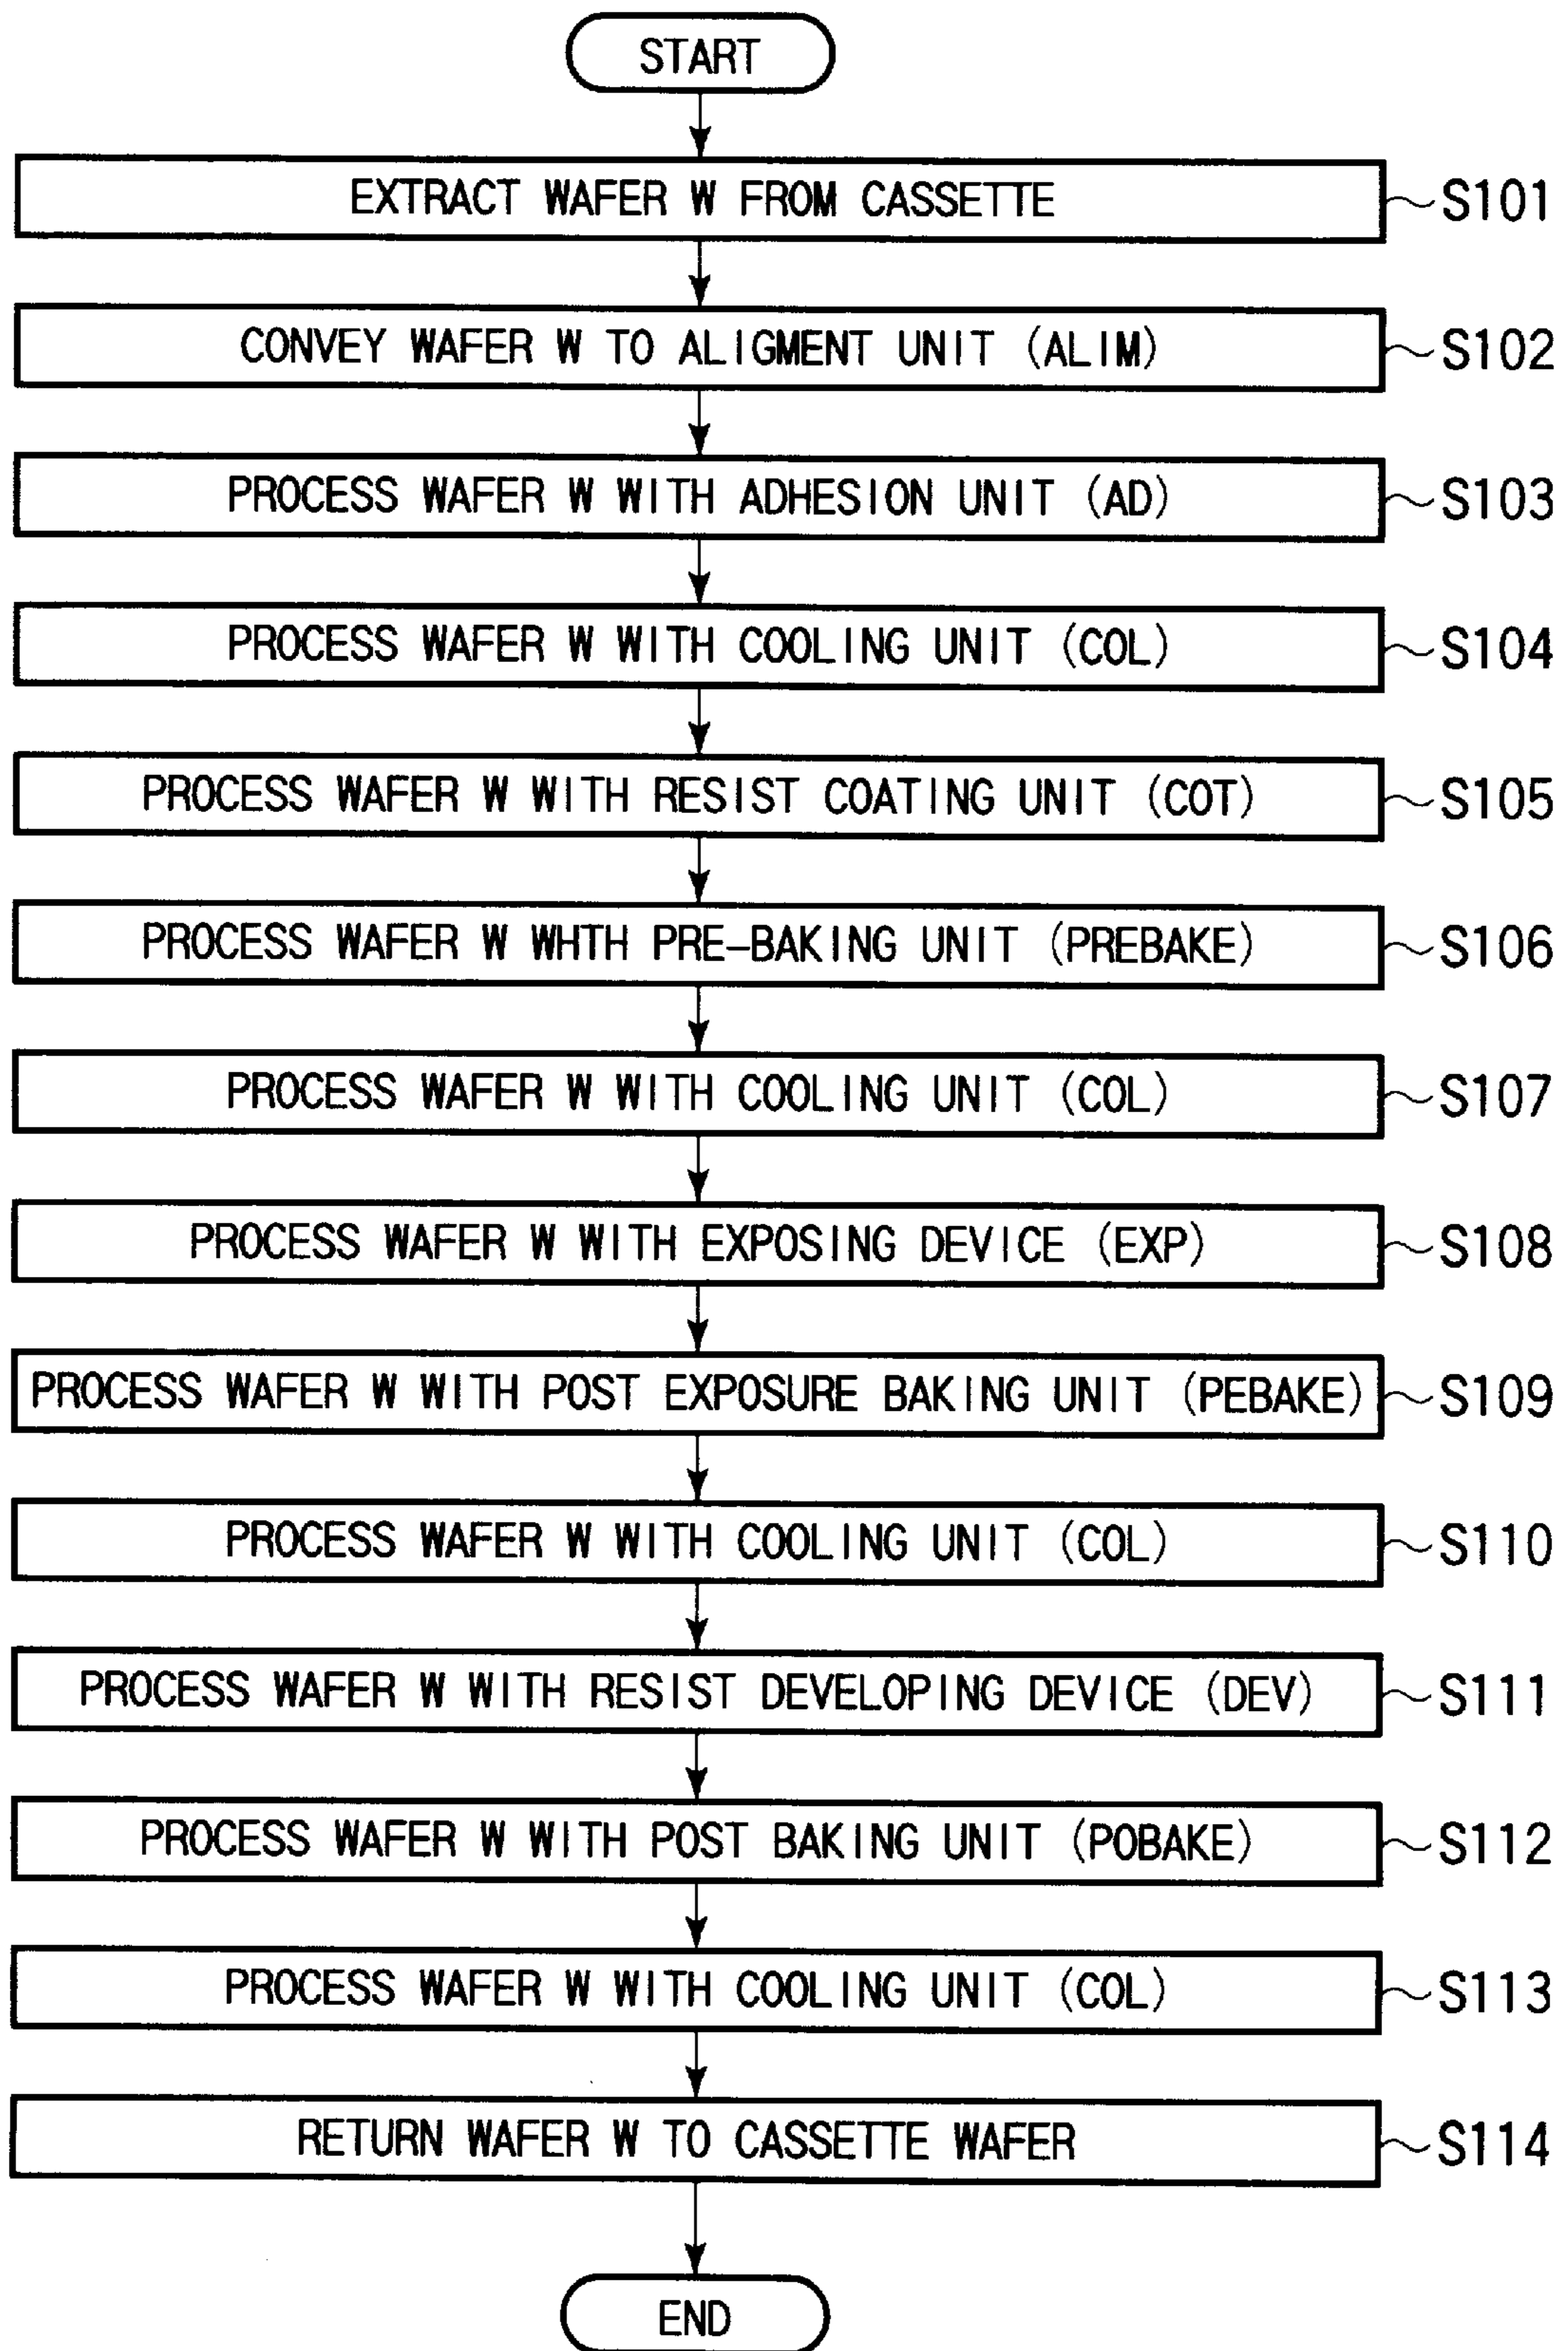 START
EXTRACT WAFER W FROM CASSETTE S101
CONVEY WAFER W TO ALIGMENT UNIT (ALIM) S102
PROCESS WAFER W WITH ADHESION UNIT (AD) S103
PROCESS WAFER W WITH COOLING UNIT (COL) S104
PROCESS WAFER W WITH RESIST COATING UNIT (COT) S105
PROCESS WAFER W WHTH PRE-BAKING UNIT (PREBAKE) S106
PROCESS WAFER W WITH COOLING UNIT (COL) S107
PROCESS WAFER W WITH EXPOSING DEVICE (EXP) S108
PROCESS WAFER W WITH POST EXPOSURE BAKING UNIT (PEBAKE) S109
PROCESS WAFER W WITH COOLING UNIT (COL) S110
PROCESS WAFER W WITH RESIST DEVELOPING DEVICE (DEV) S111
PROCESS WAFER W WITH POST BAKING UNIT (POBAKE) S112
PROCESS WAFER W WITH COOLING UNIT (COL) S113
RETURN WAFER W TO CASSETTE WAFER S114
END